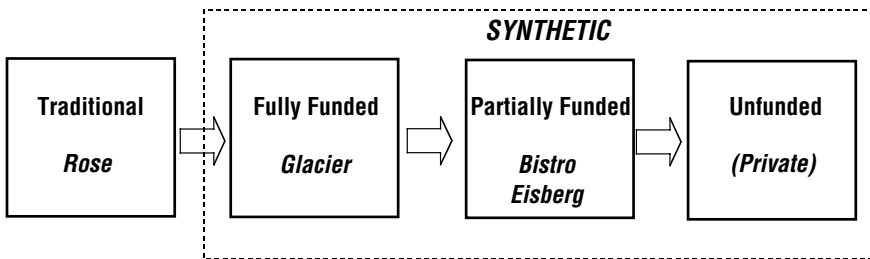 SYNTHETIC
Traditional
Rose
Fully Funded
Glacier
Partially Funded
Bistro
Eisberg
Unfunded
(Private)